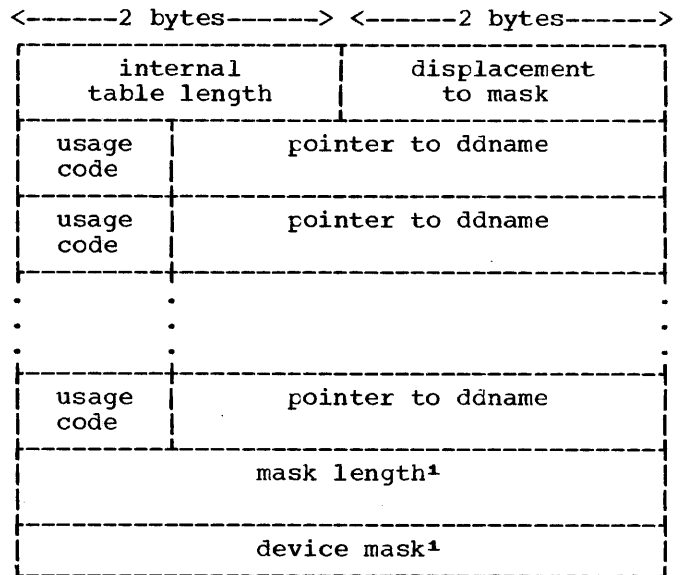 <------2 bytes------> <------2 bytes------>
internal displacement
table length to mask
usage pointer to ddname
code
usage pointer to ddname
code
usage pointer to ddname
code
mask length¹
device mask¹